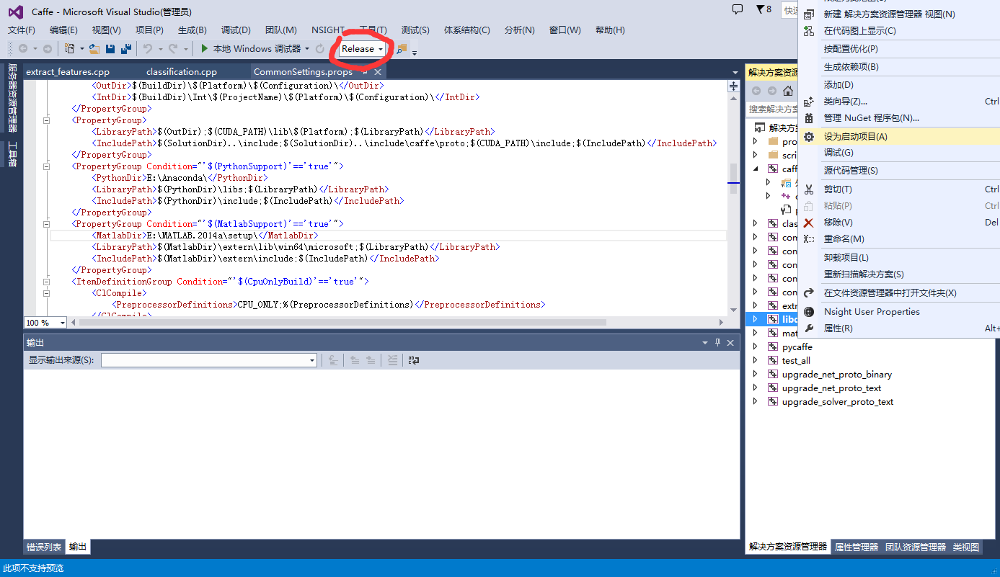 Caffe - Microsoft Visual Studio(管理员)
8
快速
文件(F) 编辑(E) 视图(V) 项目(P) 生成(B) 调试(D) 团队(M) NSIGHT 工具(T) 测试(S) 体系结构(C) 分析(N) 窗口(W) 帮助(H)
本地 Windows 调试器 Release
服务器资源管理器
工具箱
extract_features.cpp classification.cpp CommonSettings.props
<OutDir>$(BuildDir)\$(Platform)\$(Configuration)\</OutDir>
<IntDir>$(BuildDir)\Int\$(ProjectName)\$(Platform)\$(Configuration)\</IntDir>
</PropertyGroup>
<PropertyGroup>
<LibraryPath>$(OutDir);$(CUDA_PATH)\lib\$(Platform);$(LibraryPath)</LibraryPath>
<IncludePath>$(SolutionDir)..\include;$(SolutionDir)..\include\caffe\proto;$(CUDA_PATH)\include;$(IncludePath)</IncludePath>
</PropertyGroup>
<PropertyGroup Condition="'$(PythonSupport)'=='true'">
<PythonDir>E:\Anaconda\</PythonDir>
<LibraryPath>$(PythonDir)\libs;$(LibraryPath)</LibraryPath>
<IncludePath>$(PythonDir)\include;$(IncludePath)</IncludePath>
</PropertyGroup>
<PropertyGroup Condition="'$(MatlabSupport)'=='true'">
<MatlabDir>E:\MATLAB.2014a\setup\</MatlabDir>
<LibraryPath>$(MatlabDir)\extern\lib\win64\microsoft;$(LibraryPath)</LibraryPath>
<IncludePath>$(MatlabDir)\extern\include;$(IncludePath)</IncludePath>
</PropertyGroup>
<ItemDefinitionGroup Condition="'$(CpuOnlyBuild)'=='true'">
<ClCompile>
<PreprocessorDefinitions>CPU_ONLY;%(PreprocessorDefinitions)</PreprocessorDefinitions>
</ClCompile>
100 %
输出
显示输出来源(S):
错误列表 输出
解决方案资源
搜索解决方案
解决方
pro
scri
caff
clas
con
con
con
con
extr
libc
mat
pycaffe
test_all
upgrade_net_proto_binary
upgrade_net_proto_text
upgrade_solver_proto_text
解决方案资源管理器 属性管理器 团队资源管理器 类视图
新建 解决方案资源管理器 视图(N)
在代码图上显示(C)
按配置优化(P)
生成依赖项(B)
添加(D)
类向导(Z)... Ctrl
管理 NuGet 程序包(N)...
设为启动项目(A)
调试(G)
源代码管理(S)
剪切(T) Ctrl
粘贴(P) Ctrl
移除(V) Del
重命名(M)
卸载项目(L)
重新扫描解决方案(S)
在文件资源管理器中打开文件夹(X)
Nsight User Properties
属性(R) Alt+
此项不支持预览